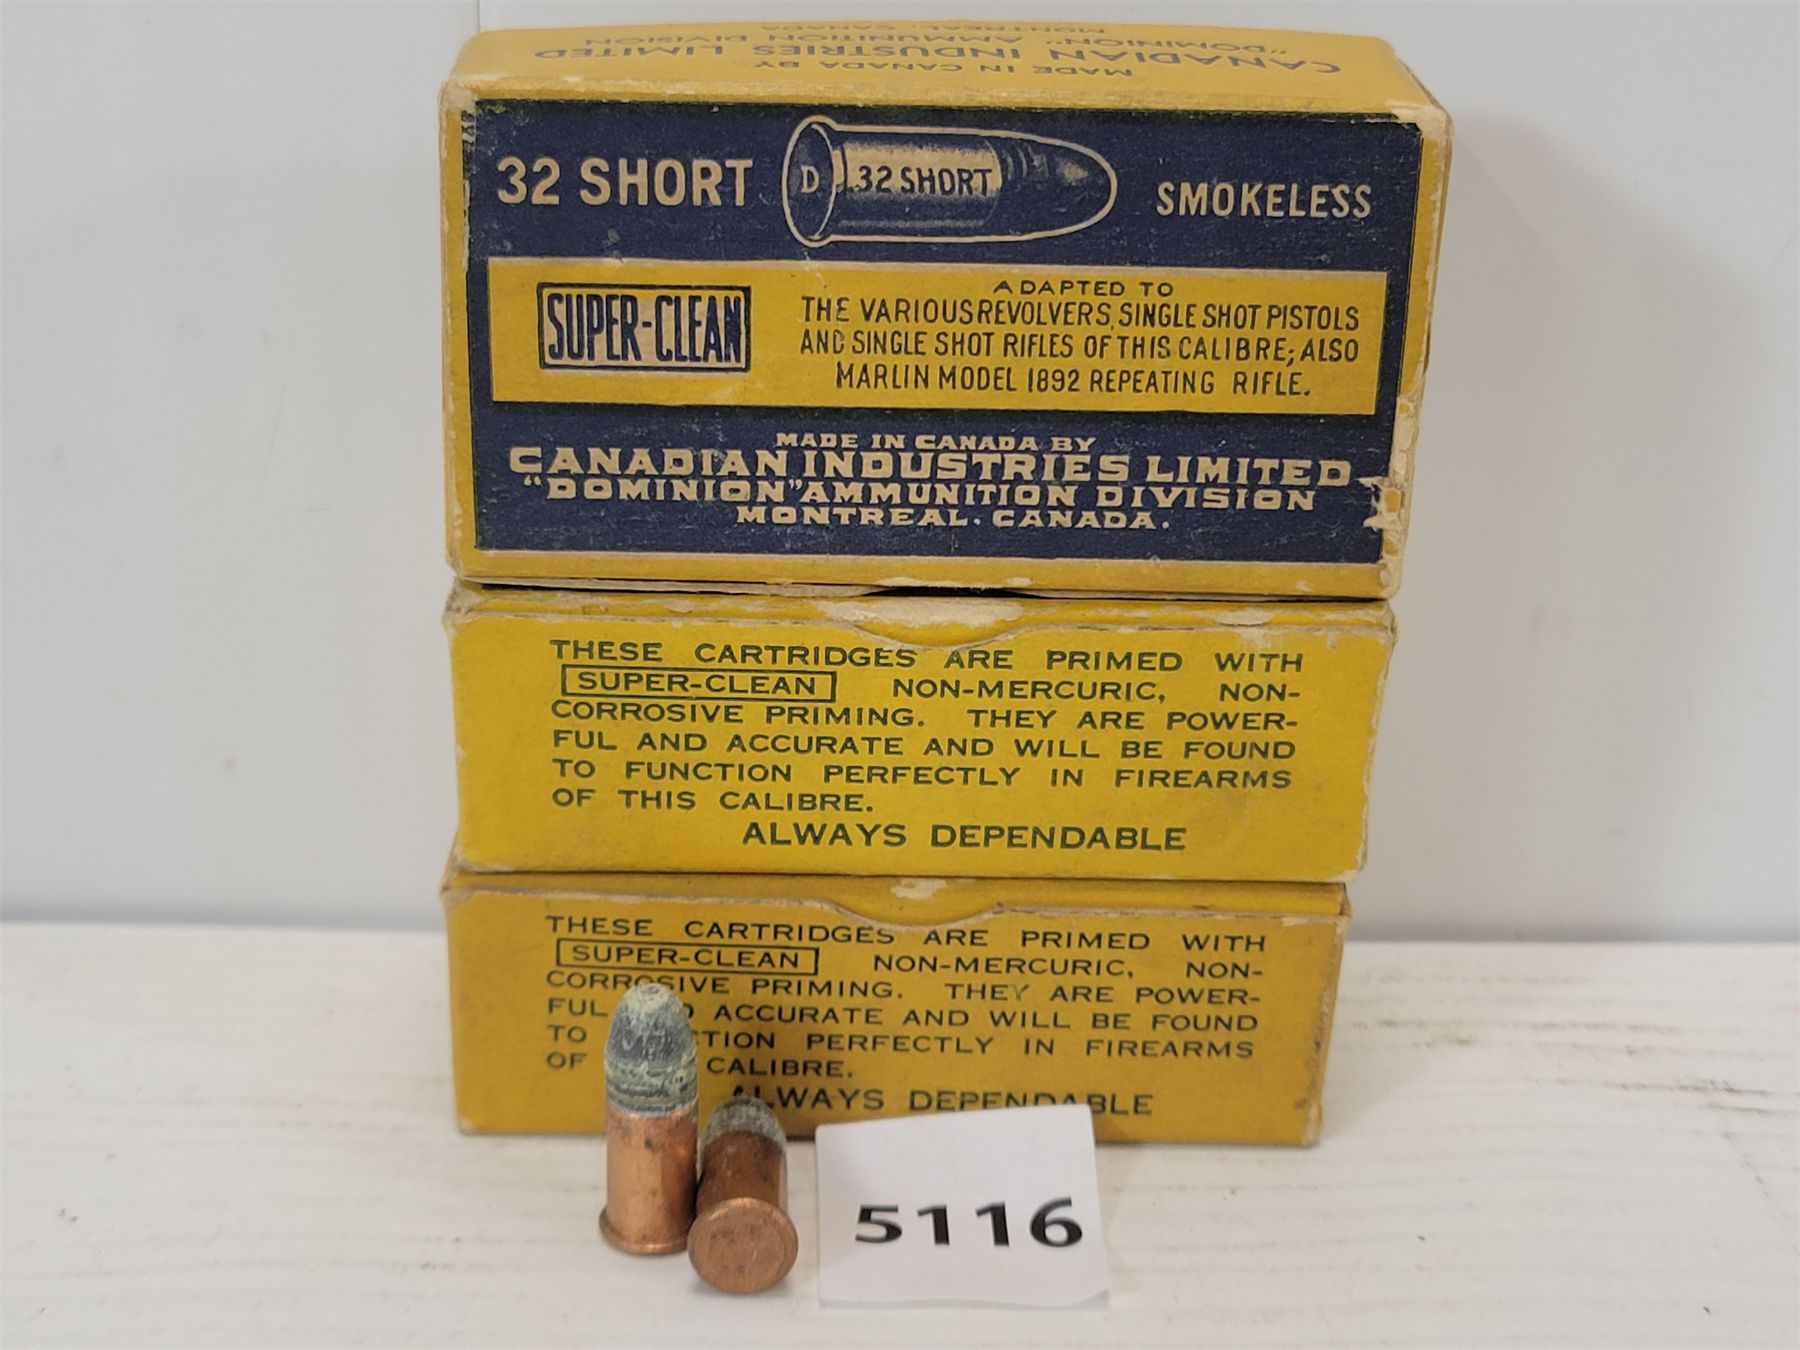 MADE IN CANADA BY
CANADIAN INDUSTRIES LIMITED
"DOMINION" AMMUNITION DIVISION
MONTREAL, CANADA
32 SHORT
D
32 SHORT
SMOKELESS
SUPER-CLEAN
ADAPTED TO
THE VARIOUS REVOLVERS, SINGLE SHOT PISTOLS
AND SINGLE SHOT RIFLES OF THIS CALIBRE; ALSO
MARLIN MODEL 1892 REPEATING RIFLE.
MADE IN CANADA BY
CANADIAN INDUSTRIES LIMITED
"DOMINION" AMMUNITION DIVISION
MONTREAL. CANADA.
THESE CARTRIDGES ARE PRIMED WITH
SUPER-CLEAN NON-MERCURIC, NON-
CORROSIVE PRIMING. THEY ARE POWER-
FUL AND ACCURATE AND WILL BE FOUND
TO FUNCTION PERFECTLY IN FIREARMS
OF THIS CALIBRE.
ALWAYS DEPENDABLE
THESE CARTRIDGES ARE PRIMED WITH
SUPER-CLEAN NON-MERCURIC, NON-
CORROSIVE PRIMING. THEY ARE POWER-
FUL ACCURATE AND WILL BE FOUND
TO PERFECTLY IN FIREARMS
OF CALIBRE.
ALWAYS DEPENDABLE
5116